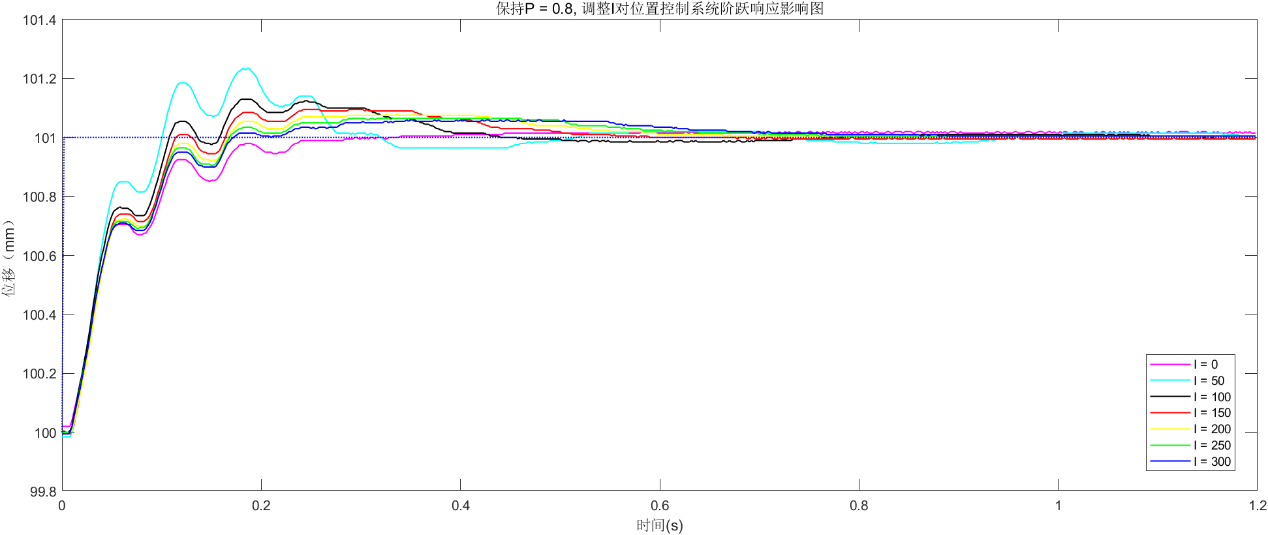 保持P = 0.8, 调整I对位置控制系统阶跃响应影响图
101.4
101.2
101
100.8
100.6
100.4
100.2
100
99.8
位移（mm）
0
0.2
0.4
0.6
0.8
1
1.2
时间(s)
I = 0
I = 50
I = 100
I = 150
I = 200
I = 250
I = 300